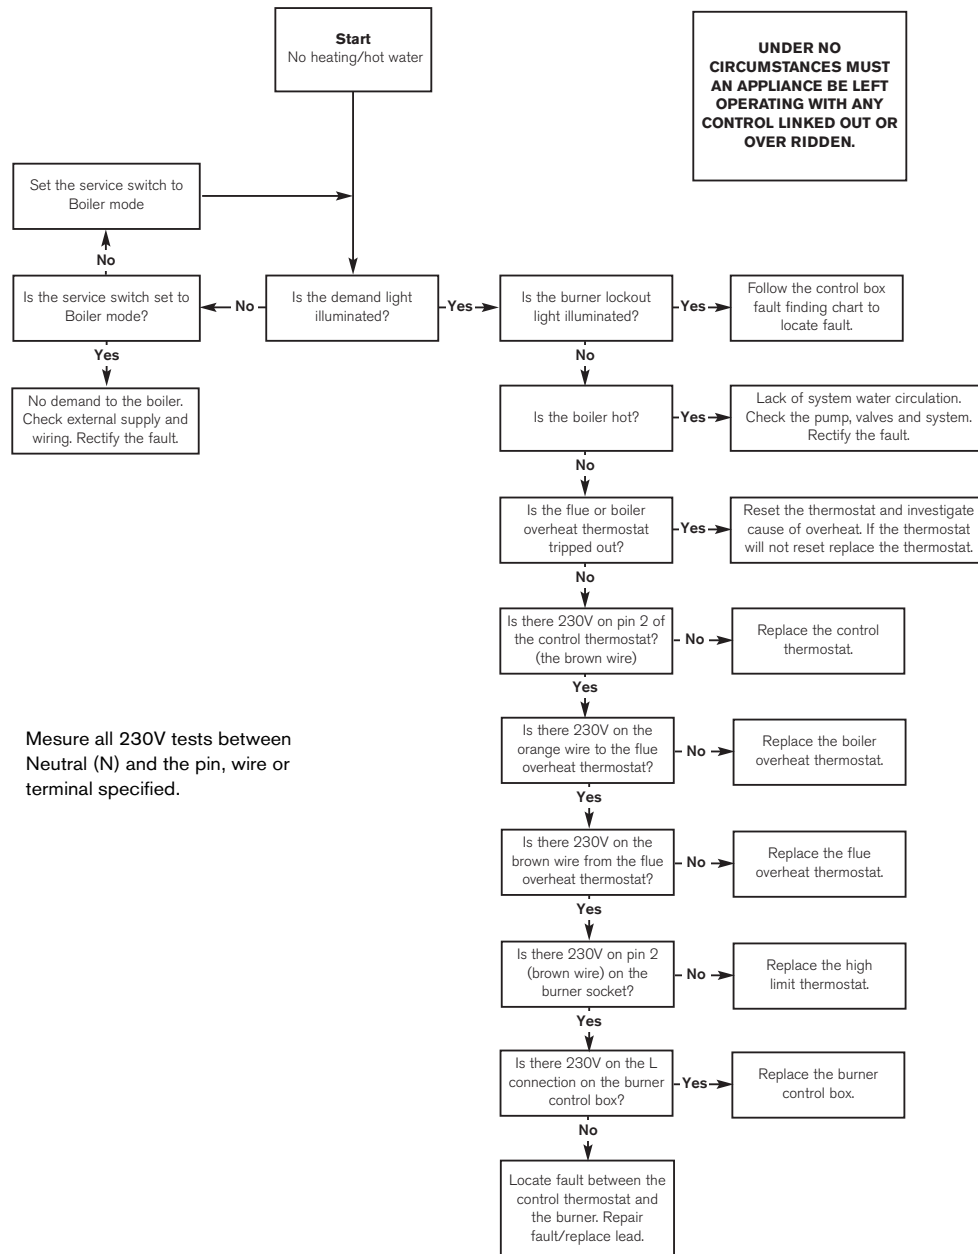 Start
No heating/hot water
UNDER NO
CIRCUMSTANCES MUST
AN APPLIANCE BE LEFT
OPERATING WITH ANY
CONTROL LINKED OUT OR
OVER RIDDEN.
Set the service switch to
Boiler mode
No
Is the service switch set to
Boiler mode?
No
Is the demand light
illuminated?
Yes
Is the burner lockout
light illuminated?
Yes
Follow the control box
fault finding chart to
locate fault.
Yes
No demand to the boiler.
Check external supply and
wiring. Rectify the fault.
No
Is the boiler hot?
Yes
Lack of system water circulation.
Check the pump, valves and system.
Rectify the fault.
No
Is the flue or boiler
overheat thermostat
tripped out?
Yes
Reset the thermostat and investigate
cause of overheat. If the thermostat
will not reset replace the thermostat.
No
Is there 230V on pin 2 of
the control thermostat?
(the brown wire)
No
Replace the control
thermostat.
Yes
Mesure all 230V tests between
Neutral (N) and the pin, wire or
terminal specified.
Is there 230V on the
orange wire to the flue
overheat thermostat?
No
Replace the boiler
overheat thermostat.
Yes
Is there 230V on the
brown wire from the flue
overheat thermostat?
No
Replace the flue
overheat thermostat.
Yes
Is there 230V on pin 2
(brown wire) on the
burner socket?
No
Replace the high
limit thermostat.
Yes
Is there 230V on the L
connection on the burner
control box?
Yes
Replace the burner
control box.
No
Locate fault between the
control thermostat and
the burner. Repair
fault/replace lead.